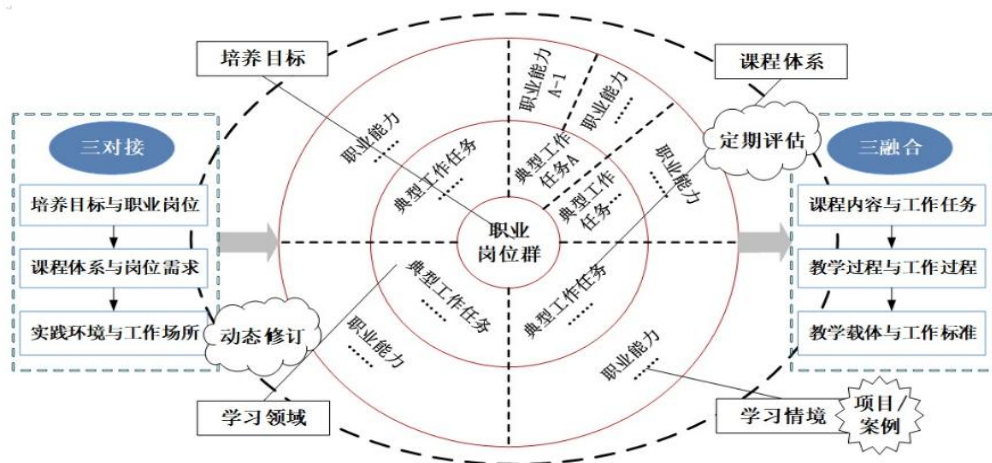 培养目标
课程体系
三对接
培养目标与职业岗位
课程体系与岗位需求
实践环境与工作场所
动态修订
学习领域
职业能力
……
典型工作任务
……
职业能力
A-1
职业能力
……
典型工作
任务A
典型工作
任务……
职业能力
……
职业
岗位群
典型工作任务
……
职业能力
……
典型工作任务
……
职业能力
……
定期评估
三融合
课程内容与工作任务
教学过程与工作过程
教学载体与工作标准
学习情境
项目/
案例